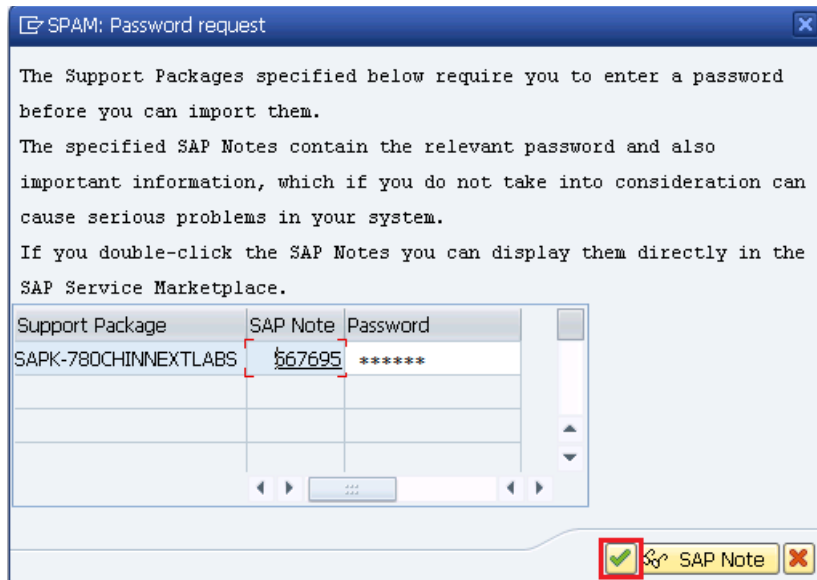 SPAM: Password request
The Support Packages specified below require you to enter a password
before you can import them.
The specified SAP Notes contain the relevant password and also
important information, which if you do not take into consideration can
cause serious problems in your system.
If you double-click the SAP Notes you can display them directly in the
SAP Service Marketplace.
Support Package SAP Note Password
SAPK-780CHINNEXTLABS 567695 ******
SAP Note